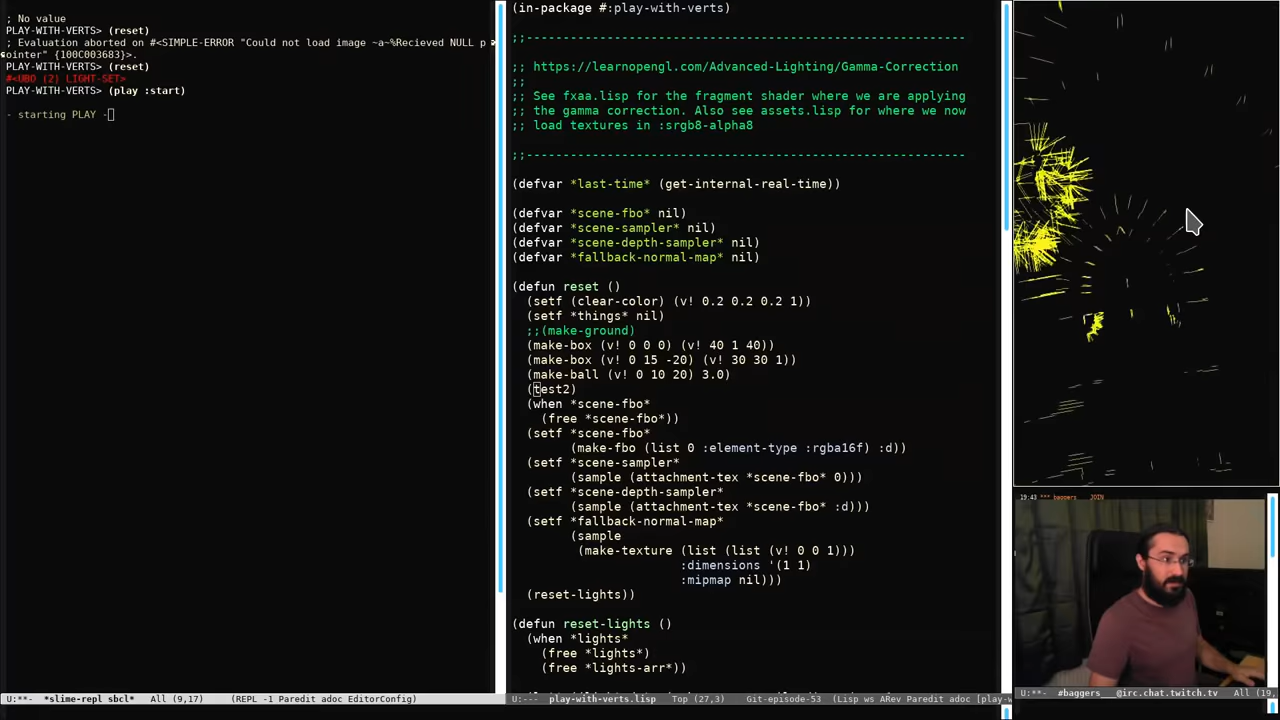 ; No value
PLAY-WITH-VERTS> (reset)
; Evaluation aborted on #<SIMPLE-ERROR "Could not load image ~a~%Recieved NULL p
ointer" {100C003683}>.
PLAY-WITH-VERTS> (reset)
#<UBO (2) LIGHT-SET>
PLAY-WITH-VERTS> (play :start)
- starting PLAY -
U:**-  *slime-repl sbcl*   All (9,17)     (REPL -1 Paredit adoc EditorConfig)
(in-package #:play-with-verts)
;;------------------------------------------------------------
;; https://learnopengl.com/Advanced-Lighting/Gamma-Correction
;;
;; See fxaa.lisp for the fragment shader where we are applying
;; the gamma correction. Also see assets.lisp for where we now
;; load textures in :srgb8-alpha8
;;------------------------------------------------------------
(defvar *last-time* (get-internal-real-time))
(defvar *scene-fbo* nil)
(defvar *scene-sampler* nil)
(defvar *scene-depth-sampler* nil)
(defvar *fallback-normal-map* nil)
(defun reset ()
  (setf (clear-color) (v! 0.2 0.2 0.2 1))
  (setf *things* nil)
  ;;(make-ground)
  (make-box (v! 0 0 0) (v! 40 1 40))
  (make-box (v! 0 15 -20) (v! 30 30 1))
  (make-ball (v! 0 10 20) 3.0)
  (test2)
  (when *scene-fbo*
    (free *scene-fbo*))
  (setf *scene-fbo*
        (make-fbo (list 0 :element-type :rgba16f) :d))
  (setf *scene-sampler*
        (sample (attachment-tex *scene-fbo* 0)))
  (setf *scene-depth-sampler*
        (sample (attachment-tex *scene-fbo* :d)))
  (setf *fallback-normal-map*
        (sample
         (make-texture (list (list (v! 0 0 1)))
                       :dimensions '(1 1)
                       :mipmap nil)))
  (reset-lights))
(defun reset-lights ()
  (when *lights*
    (free *lights*)
    (free *lights-arr*))
U:**-  play-with-verts.lisp   Top (27,3)     Git-episode-53  (Lisp ws ARev Paredit adoc [play-w
19:43 *** baggers   JOIN
U:**-  #baggers__@irc.chat.twitch.tv   All (19,